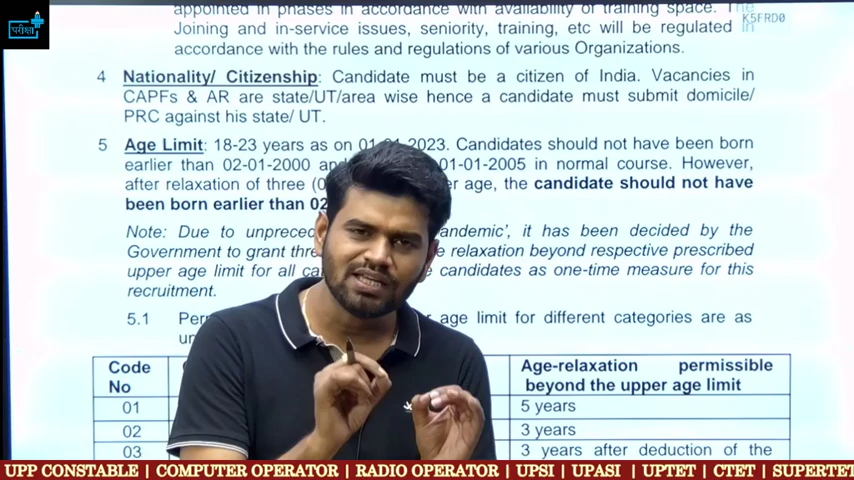 परीक्षा
K5FRD0
appointed in phases in accordance with availability of training space. The
Joining and in-service issues, seniority, training, etc will be regulated in
accordance with the rules and regulations of various Organizations.
4 Nationality/ Citizenship: Candidate must be a citizen of India. Vacancies in
CAPFs & AR are state/UT/area wise hence a candidate must submit domicile/
PRC against his state/ UT.
5 Age Limit: 18-23 years as on 01-01-2023. Candidates should not have been born
earlier than 02-01-2000 and 01-01-2005 in normal course. However,
after relaxation of three (0 er age, the candidate should not have
been born earlier than 02
Note: Due to unpreced andemic', it has been decided by the
Government to grant thre e relaxation beyond respective prescribed
upper age limit for all ca candidates as one-time measure for this
recruitment.
5.1 Per age limit for different categories are as
un
Code
No
Age-relaxation permissible
beyond the upper age limit
01 5 years
02 3 years
03 3 years after deduction of the
UPP CONSTABLE | COMPUTER OPERATOR | RADIO OPERATOR | UPSI | UPASI | UPTET | CTET | SUPERTET